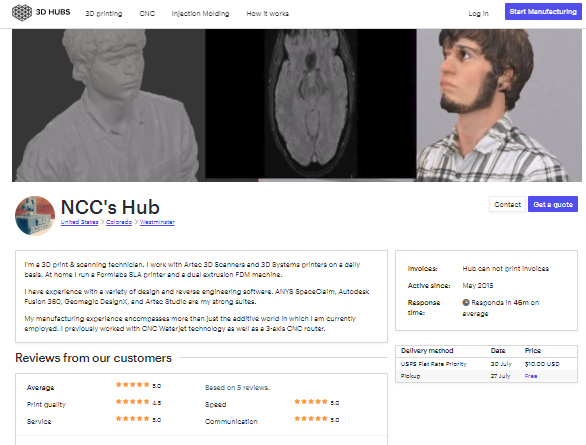 3D HUBS 3D printing CNC Injection Molding How it works Log in Start Manufacturing
NCC's Hub
United States > Colorado > Westminster
Contact Get a quote
I'm a 3D print & scanning technician. I work with Artec 3D Scanners and 3D Systems printers on a daily
basis. At home I run a Formlabs SLA printer and a dual extrusion FDM machine.
I have experience with a variety of design and reverse engineering software. ANYS SpaceClaim, Autodesk
Fusion 360, Geomagic DesignX, and Artec Studio are my strong suites.
My manufacturing experience encompasses more than just the additive world in which I am currently
employed. I previously worked with CNC Waterjet technology as well as a 3-axis CNC router.
Invoices: Hub can not print invoices
Active since: May 2015
Response Responds in 46m on
time: average
Reviews from our customers
Average 5.0 Based on 5 reviews.
Print quality 4.8 Speed 5.0
Service 5.0 Communication 5.0
Delivery method Date Price
USPS Flat Rate Priority 30 July $10.00 USD
Pickup 27 July Free